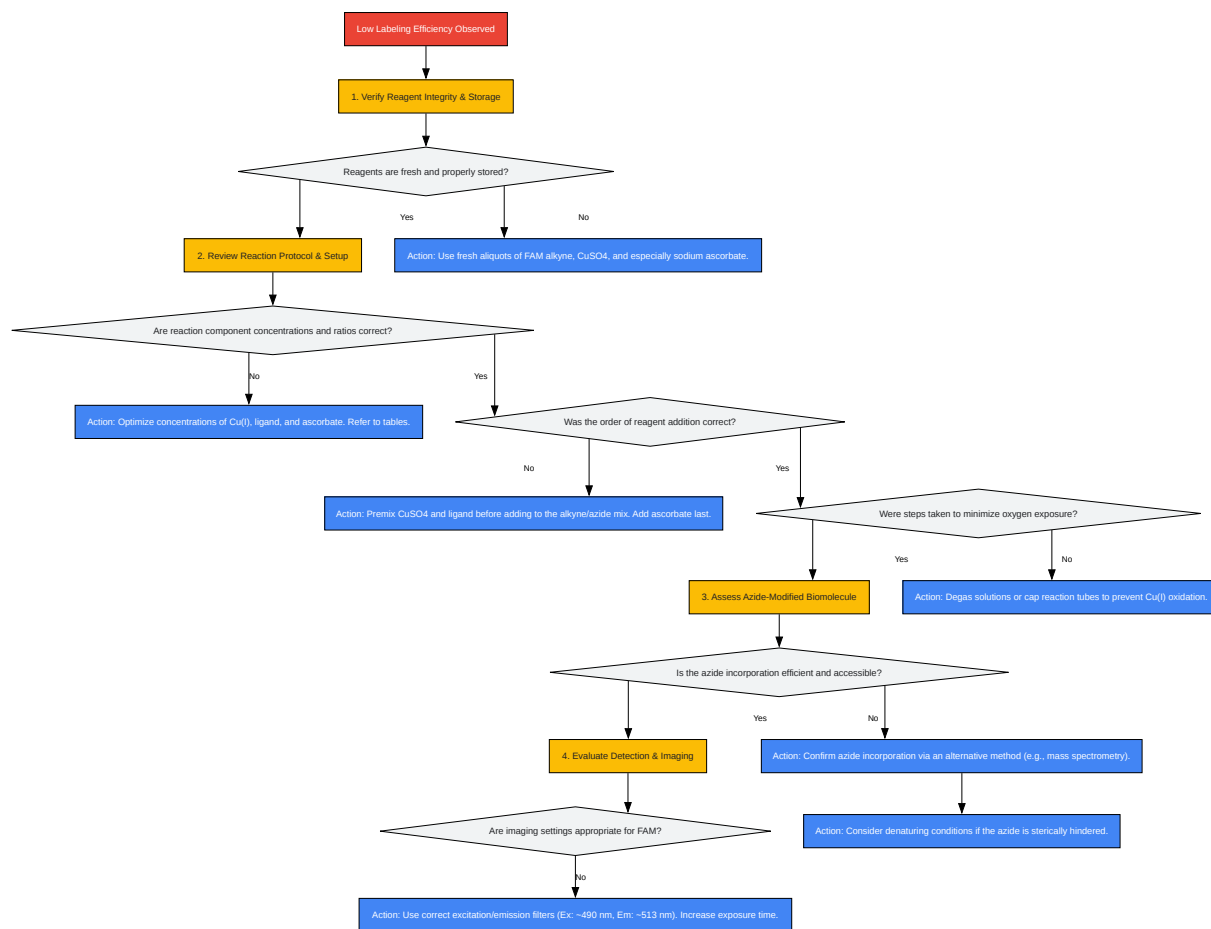 Low Labeling Efficiency Observed
1. Verify Reagent Integrity & Storage
Reagents are fresh and properly stored?
Yes
No
2. Review Reaction Protocol & Setup
Action: Use fresh aliquots of FAM alkyne, CuSO4, and especially sodium ascorbate.
Are reaction component concentrations and ratios correct?
No
Yes
Action: Optimize concentrations of Cu(I), ligand, and ascorbate. Refer to tables.
Was the order of reagent addition correct?
No
Yes
Action: Premix CuSO4 and ligand before adding to the alkyne/azide mix. Add ascorbate last.
Were steps taken to minimize oxygen exposure?
Yes
No
3. Assess Azide-Modified Biomolecule
Action: Degas solutions or cap reaction tubes to prevent Cu(I) oxidation.
Is the azide incorporation efficient and accessible?
Yes
No
4. Evaluate Detection & Imaging
Action: Confirm azide incorporation via an alternative method (e.g., mass spectrometry).
Are imaging settings appropriate for FAM?
Action: Consider denaturing conditions if the azide is sterically hindered.
No
Action: Use correct excitation/emission filters (Ex: ~490 nm, Em: ~513 nm). Increase exposure time.